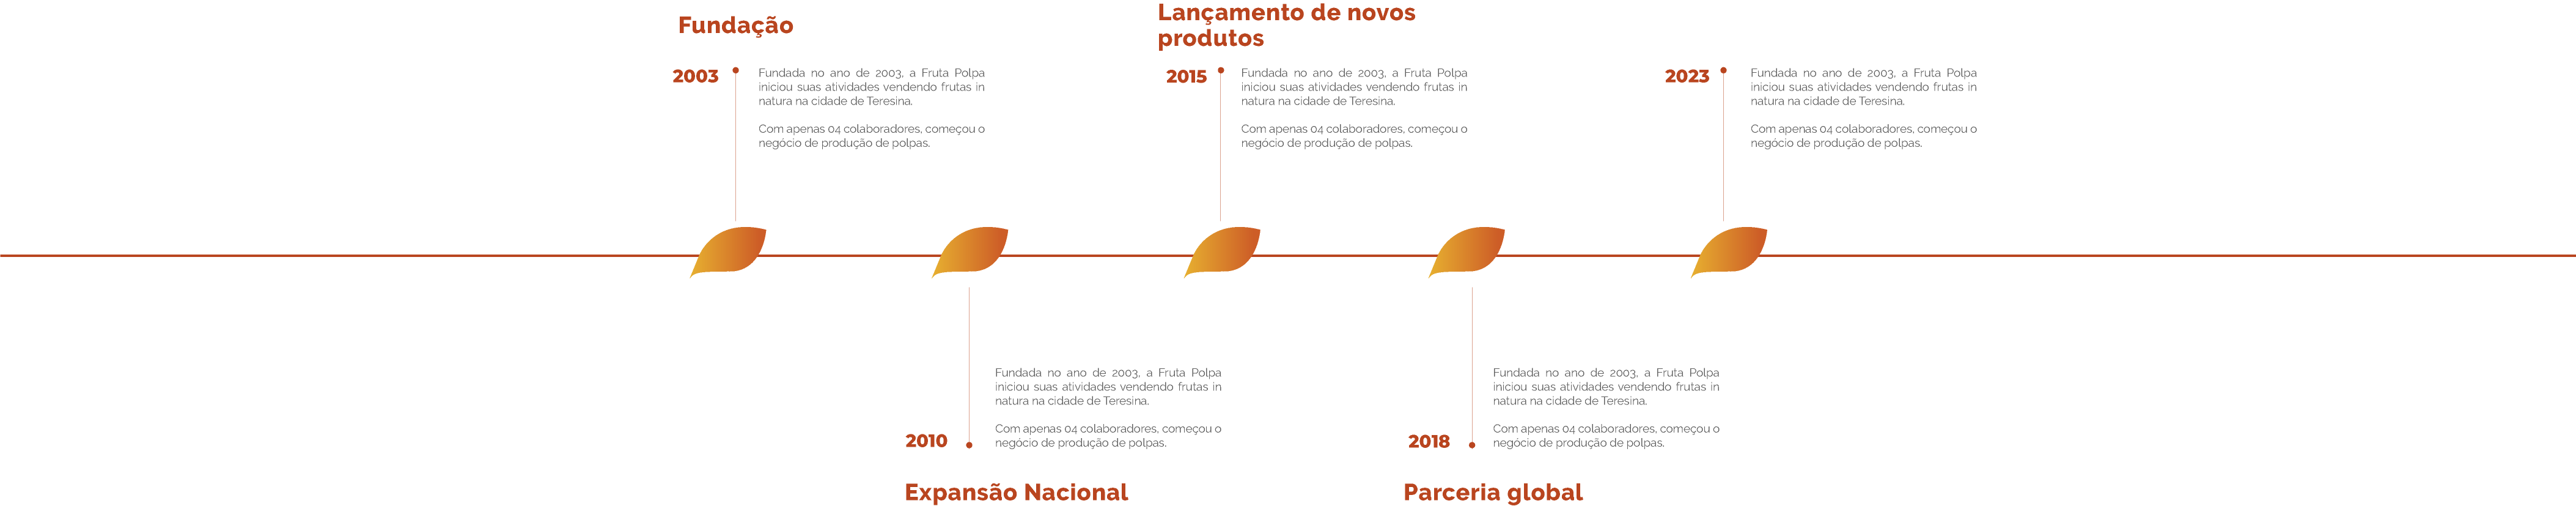 Fundação
2003
Fundada no ano de 2003, a Fruta Polpa
iniciou suas atividades vendendo frutas in
natura na cidade de Teresina.
Com apenas 04 colaboradores, começou o
negócio de produção de polpas.
Lançamento de novos
produtos
2015
Fundada no ano de 2003, a Fruta Polpa
iniciou suas atividades vendendo frutas in
natura na cidade de Teresina.
Com apenas 04 colaboradores, começou o
negócio de produção de polpas.
2023
Fundada no ano de 2003, a Fruta Polpa
iniciou suas atividades vendendo frutas in
natura na cidade de Teresina.
Com apenas 04 colaboradores, começou o
negócio de produção de polpas.
Fundada no ano de 2003, a Fruta Polpa
iniciou suas atividades vendendo frutas in
natura na cidade de Teresina.
Com apenas 04 colaboradores, começou o
negócio de produção de polpas.
2010
Expansão Nacional
Fundada no ano de 2003, a Fruta Polpa
iniciou suas atividades vendendo frutas in
natura na cidade de Teresina.
Com apenas 04 colaboradores, começou o
negócio de produção de polpas.
2018
Parceria global